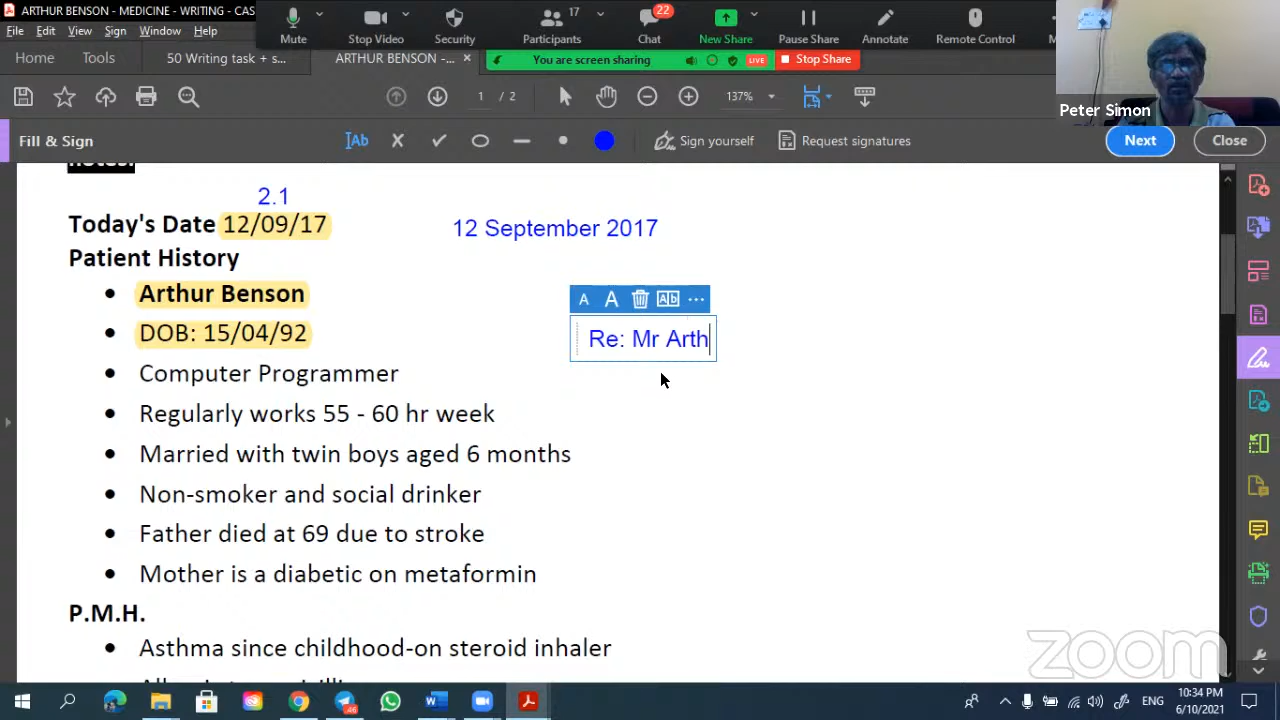 ARTHUR BENSON - MEDICINE - WRITING - CAS
File Edit View Sign Window Help
Mute
Stop Video
Security
17
Participants
22
Chat
New Share
Pause Share
Annotate
Remote Control
Home Tools 50 Writing task + s... ARTHUR BENSON -... ×
You are screen sharing LIVE Stop Share
Peter Simon
1 / 2 137%
Fill & Sign Ab Sign yourself Request signatures Next Close
notes:
2.1
Today's Date 12/09/17 12 September 2017
Patient History
• Arthur Benson
A A Ab ...
• DOB: 15/04/92 Re: Mr Arth
• Computer Programmer
• Regularly works 55 - 60 hr week
• Married with twin boys aged 6 months
• Non-smoker and social drinker
• Father died at 69 due to stroke
• Mother is a diabetic on metaformin
P.M.H.
• Asthma since childhood-on steroid inhaler
zoom
ENG 10:34 PM
6/10/2021